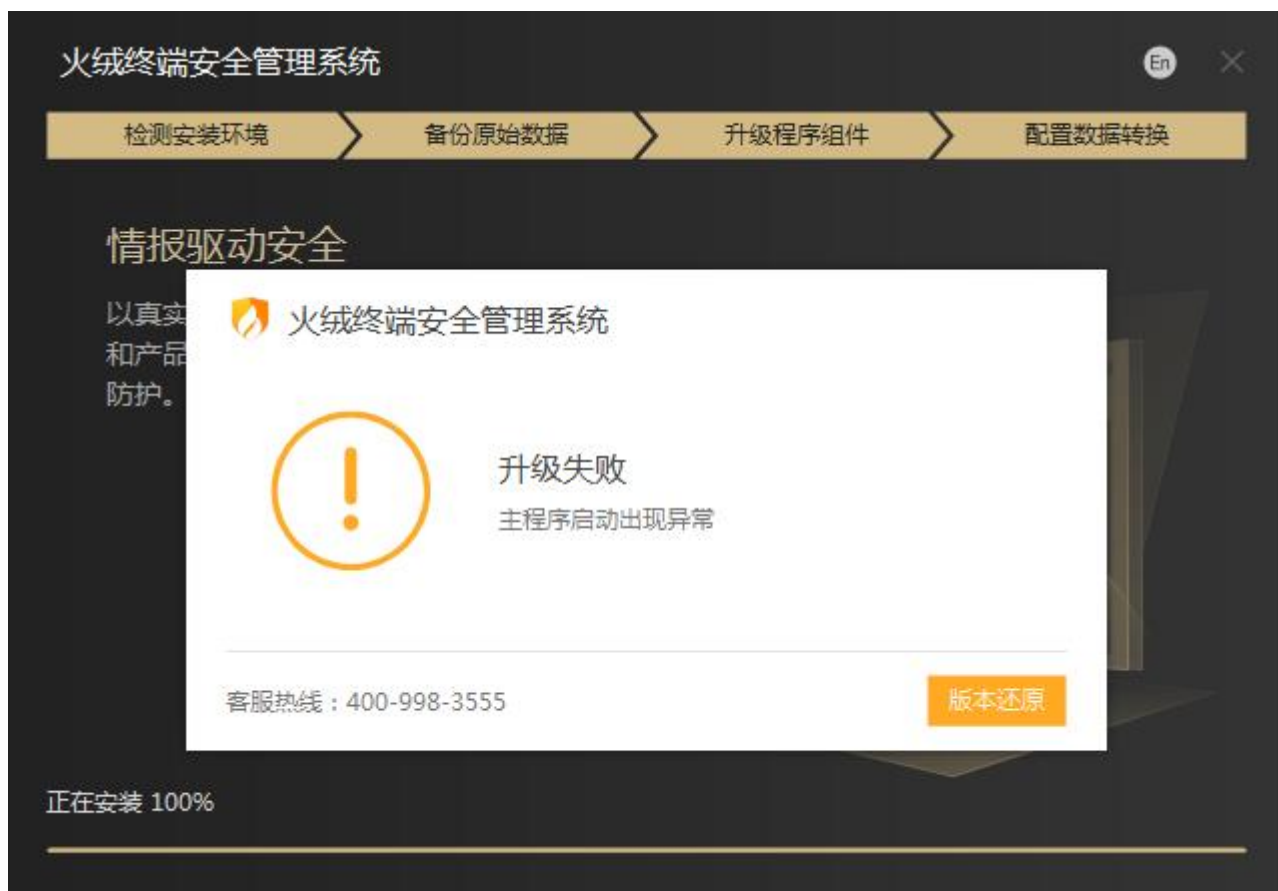 火绒终端安全管理系统
En
检测安装环境
备份原始数据
升级程序组件
配置数据转换
情报驱动安全
以真实
和产品
防护。
火绒终端安全管理系统
升级失败
主程序启动出现异常
客服热线：400-998-3555
版本还原
正在安装 100%